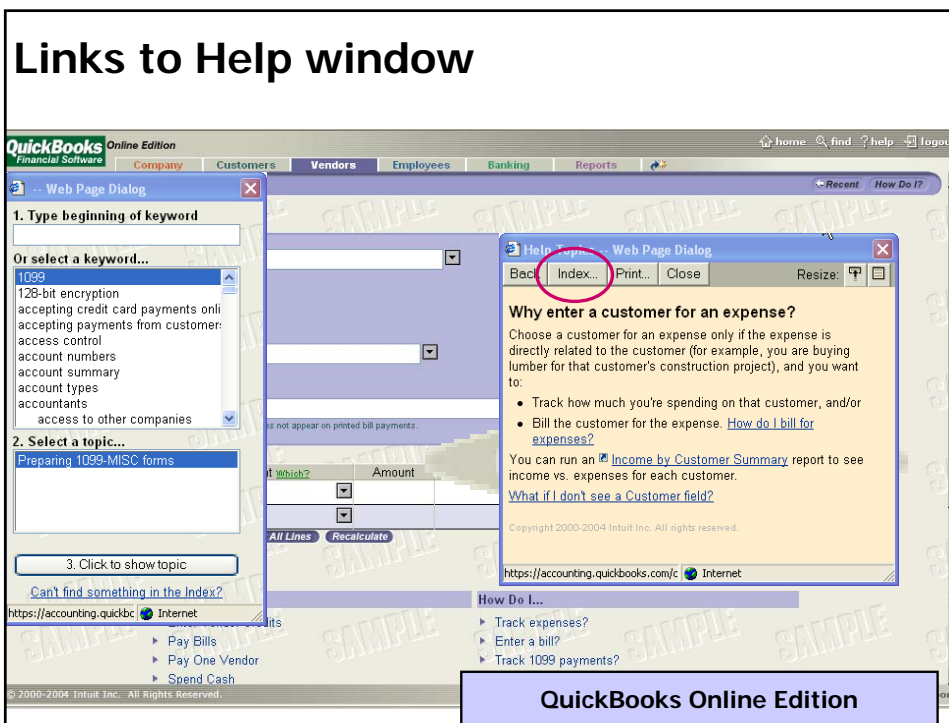 Links to Help window
QuickBooks Online Edition
Financial Software
home find ? help logou
Company Customers Vendors Employees Banking Reports
Recent How Do I?
-- Web Page Dialog
1. Type beginning of keyword
Or select a keyword...
1099
128-bit encryption
accepting credit card payments onli
accepting payments from customer
access control
account numbers
account summary
account types
accountants
access to other companies
2. Select a topic...
Preparing 1099-MISC forms
3. Click to show topic
Can't find something in the Index?
https://accounting.quickbc Internet
SAMPLE SAMPLE SAMPLE SAMPLE
Help Topics -- Web Page Dialog
Back Index... Print... Close Resize:
Why enter a customer for an expense?
Choose a customer for an expense only if the expense is
directly related to the customer (for example, you are buying
lumber for that customer's construction project), and you want
to:
• Track how much you're spending on that customer, and/or
• Bill the customer for the expense. How do I bill for
expenses?
You can run an Income by Customer Summary report to see
income vs. expenses for each customer.
What if I don't see a Customer field?
Copyright 2000-2004 Intuit Inc. All rights reserved.
https://accounting.quickbooks.com/c Internet
not appear on printed bill payments.
Which? Amount
All Lines Recalculate
Pay Bills
Pay One Vendor
Spend Cash
How Do I...
Track expenses?
Enter a bill?
Track 1099 payments?
SAMPLE SAMPLE SAMPLE
© 2000-2004 Intuit Inc. All Rights Reserved.
QuickBooks Online Edition